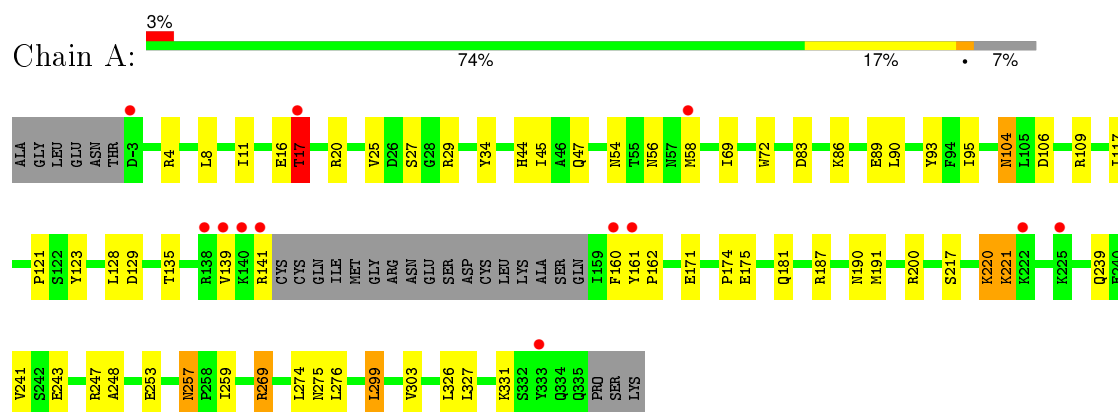 3%
Chain A:
74% 17% • 7%
ALA GLY LEU GLU ASN THR D-3 R4 L8 I11 E16 T17 R20 V25 D26 S27 G28 R29 Y34 H44 I45 A46 Q47 N54 T55 N56 N57 M58 I69 W72 D83 K86 E89 L90 Y93 F94 I95 N104 L105 D106 R109 I117
P121 S122 Y123 L128 D129 T135 R138 V139 K140 R141 CYS CYS GLN ILE MET GLY ARG ASN GLU SER ASP CYS LEU LYS ALA SER GLN I159 F160 Y161 P162 E171 P174 E175 Q181 R187 N190 M191 R200 S217 K220 K221 K222 K225 Q239 E240
V241 S242 E243 R247 A248 E253 N257 P258 I259 R269 L274 N275 L276 L299 V303 L326 L327 K331 S332 Y333 Q334 Q335 PRO SER LYS